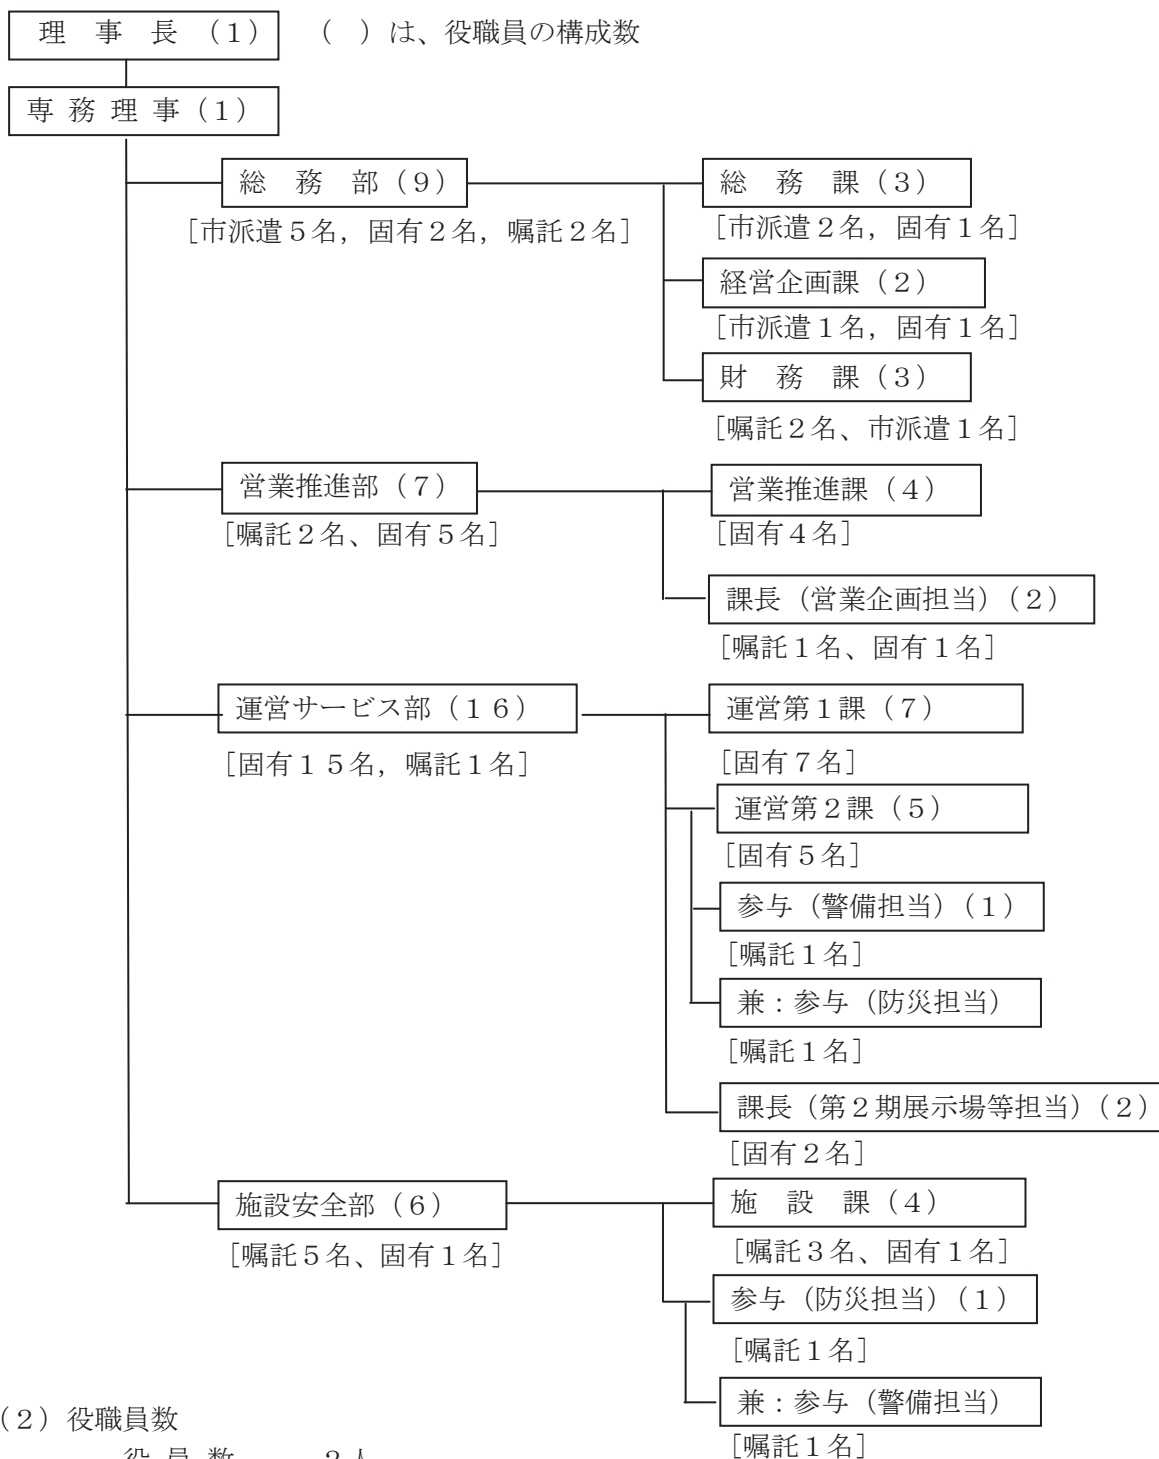 理　事　長　（１）　（　）は、役職員の構成数
専 務 理 事（１）
総　務　部（９）
［市派遣５名，固有２名，嘱託２名］
総　務　課（３）
［市派遣２名，固有１名］
経営企画課（２）
［市派遣１名，固有１名］
財　務　課（３）
［嘱託２名、市派遣１名］
営業推進部（７）
［嘱託２名、固有５名］
営業推進課（４）
［固有４名］
課長（営業企画担当）（２）
［嘱託１名、固有１名］
運営サービス部（１６）
［固有１５名，嘱託１名］
運営第１課（７）
［固有７名］
運営第２課（５）
［固有５名］
参与（警備担当）（１）
［嘱託１名］
兼：参与（防災担当）
［嘱託１名］
課長（第２期展示場等担当）（２）
［固有２名］
施設安全部（６）
［嘱託５名、固有１名］
施　設　課（４）
［嘱託３名、固有１名］
参与（防災担当）（１）
［嘱託１名］
兼：参与（警備担当）
［嘱託１名］
（２）役職員数
役 員 数　　２人